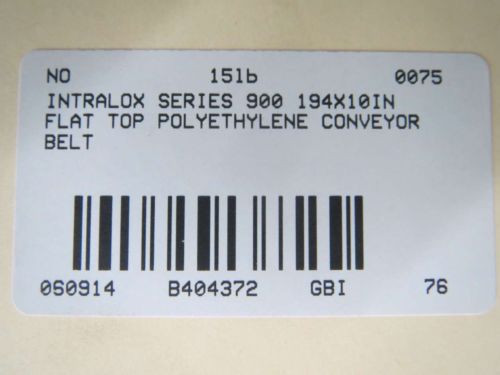 NO 15lb 0075
INTRALOX SERIES 900 194X10IN
FLAT TOP POLYETHYLENE CONVEYOR
BELT
060914 B404372 GBI 76